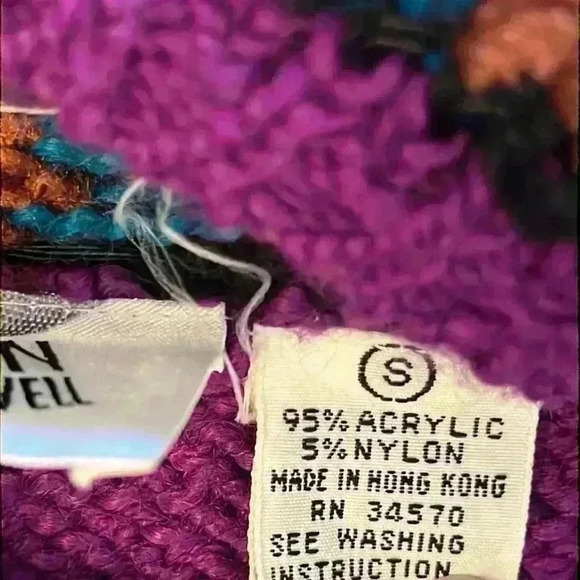 N
VELL
S
95% ACRYLIC
5% NYLON
MADE IN HONG KONG
RN 34570
SEE WASHING
INSTRUCTION